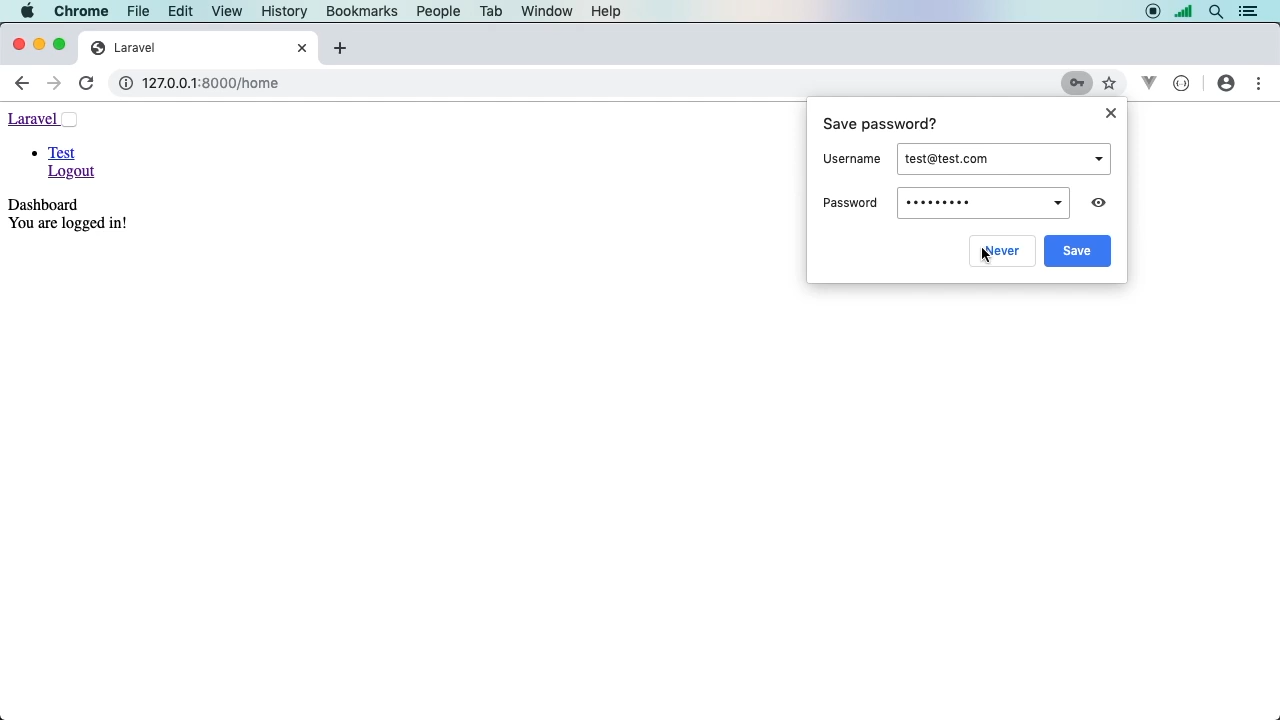 Chrome File Edit View History Bookmarks People Tab Window Help
Laravel
127.0.0.1:8000/home
Laravel
Test
Logout
Dashboard
You are logged in!
Save password?
Username test@test.com
Password •••••••••
Never Save